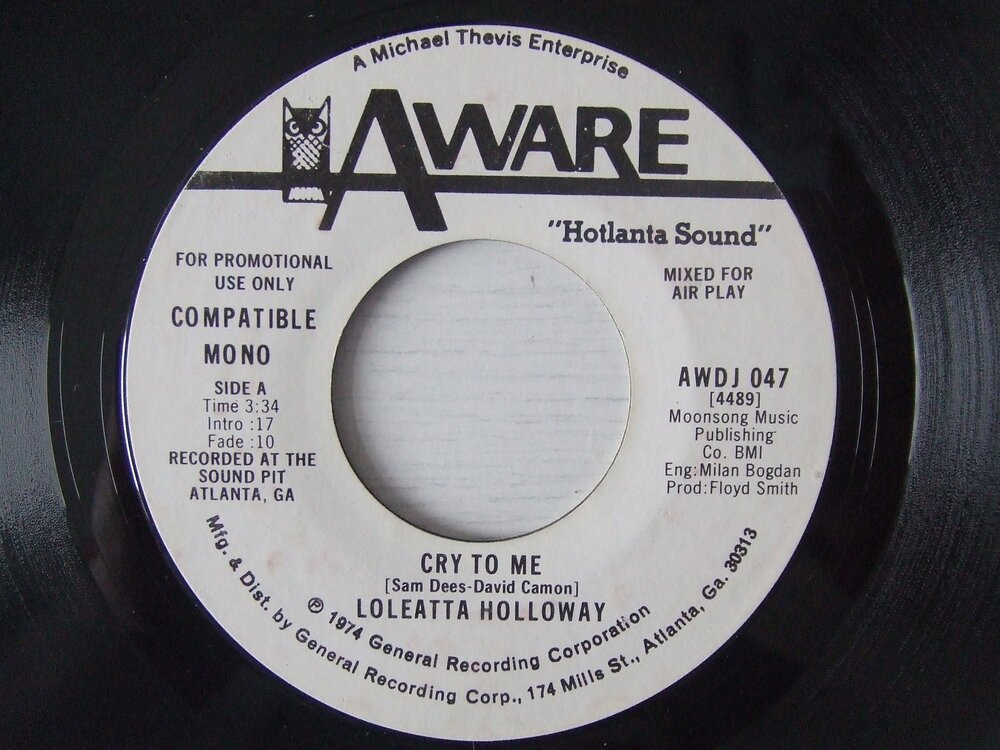 A Michael Thevis Enterprise
AWARE
"Hotlanta Sound"
FOR PROMOTIONAL
USE ONLY
COMPATIBLE
MONO
SIDE A
Time 3:34
Intro :17
Fade :10
RECORDED AT THE
SOUND PIT
ATLANTA, GA
MIXED FOR
AIR PLAY
AWDJ 047
[4489]
Moonsong Music
Publishing
Co. BMI
Eng:Milan Bogdan
Prod:Floyd Smith
CRY TO ME
[Sam Dees-David Camon]
LOLEATTA HOLLOWAY
℗ 1974 General Recording Corporation
Mfg. & Dist. by General Recording Corp., 174 Mills St., Atlanta, Ga. 30313